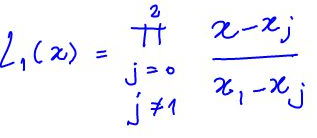 L₁(x) = ∏_{j=0, j≠1}^{2} (x-x_j)/(x₁-x_j)